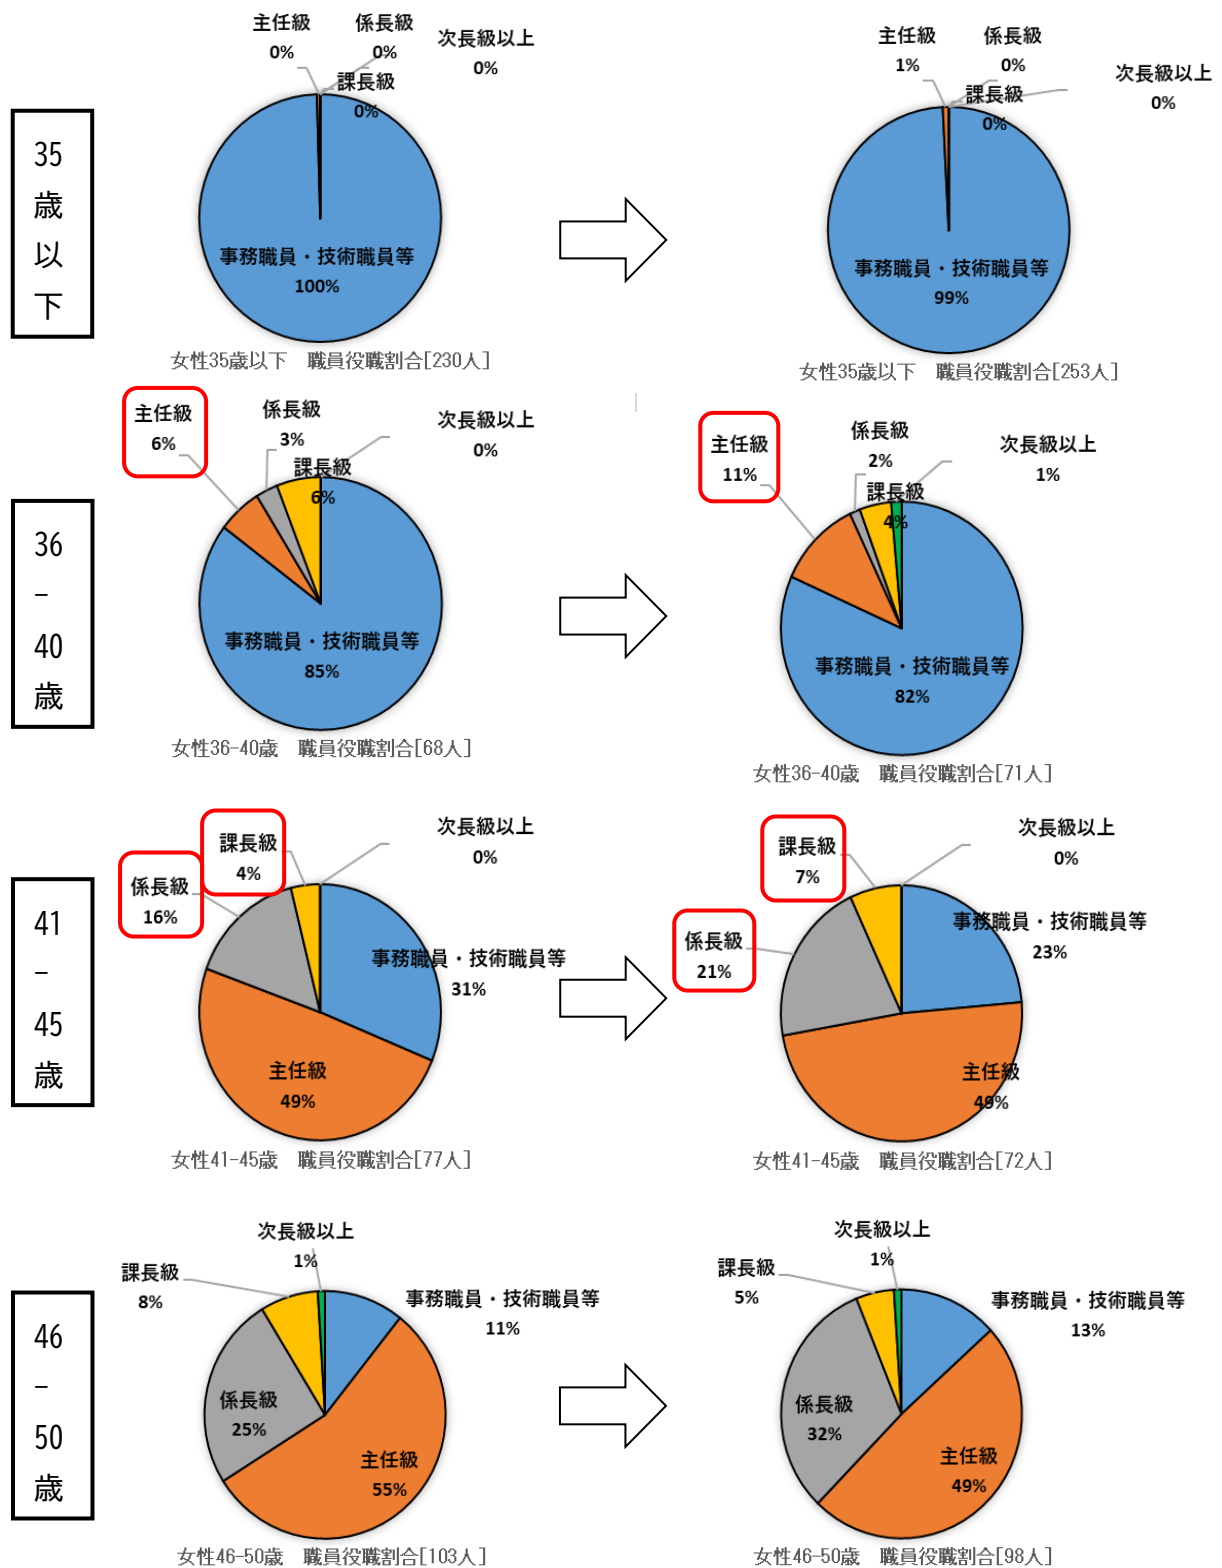 35
歳
以
下
主任級
0%
係長級
0%
次長級以上
0%
課長級
0%
事務職員・技術職員等
100%
女性35歳以下　職員役職割合[230人]
主任級
1%
係長級
0%
次長級以上
0%
課長級
0%
事務職員・技術職員等
99%
女性35歳以下　職員役職割合[253人]
36
–
40
歳
主任級
6%
係長級
3%
次長級以上
0%
課長級
6%
事務職員・技術職員等
85%
女性36-40歳　職員役職割合[68人]
主任級
11%
係長級
2%
次長級以上
1%
課長級
4%
事務職員・技術職員等
82%
女性36-40歳　職員役職割合[71人]
41
–
45
歳
課長級
4%
次長級以上
0%
係長級
16%
事務職員・技術職員等
31%
主任級
49%
女性41-45歳　職員役職割合[77人]
課長級
7%
次長級以上
0%
係長級
21%
事務職員・技術職員等
23%
主任級
49%
女性41-45歳　職員役職割合[72人]
46
–
50
歳
次長級以上
1%
課長級
8%
事務職員・技術職員等
11%
係長級
25%
主任級
55%
女性46-50歳　職員役職割合[103人]
次長級以上
1%
課長級
5%
事務職員・技術職員等
13%
係長級
32%
主任級
49%
女性46-50歳　職員役職割合[98人]